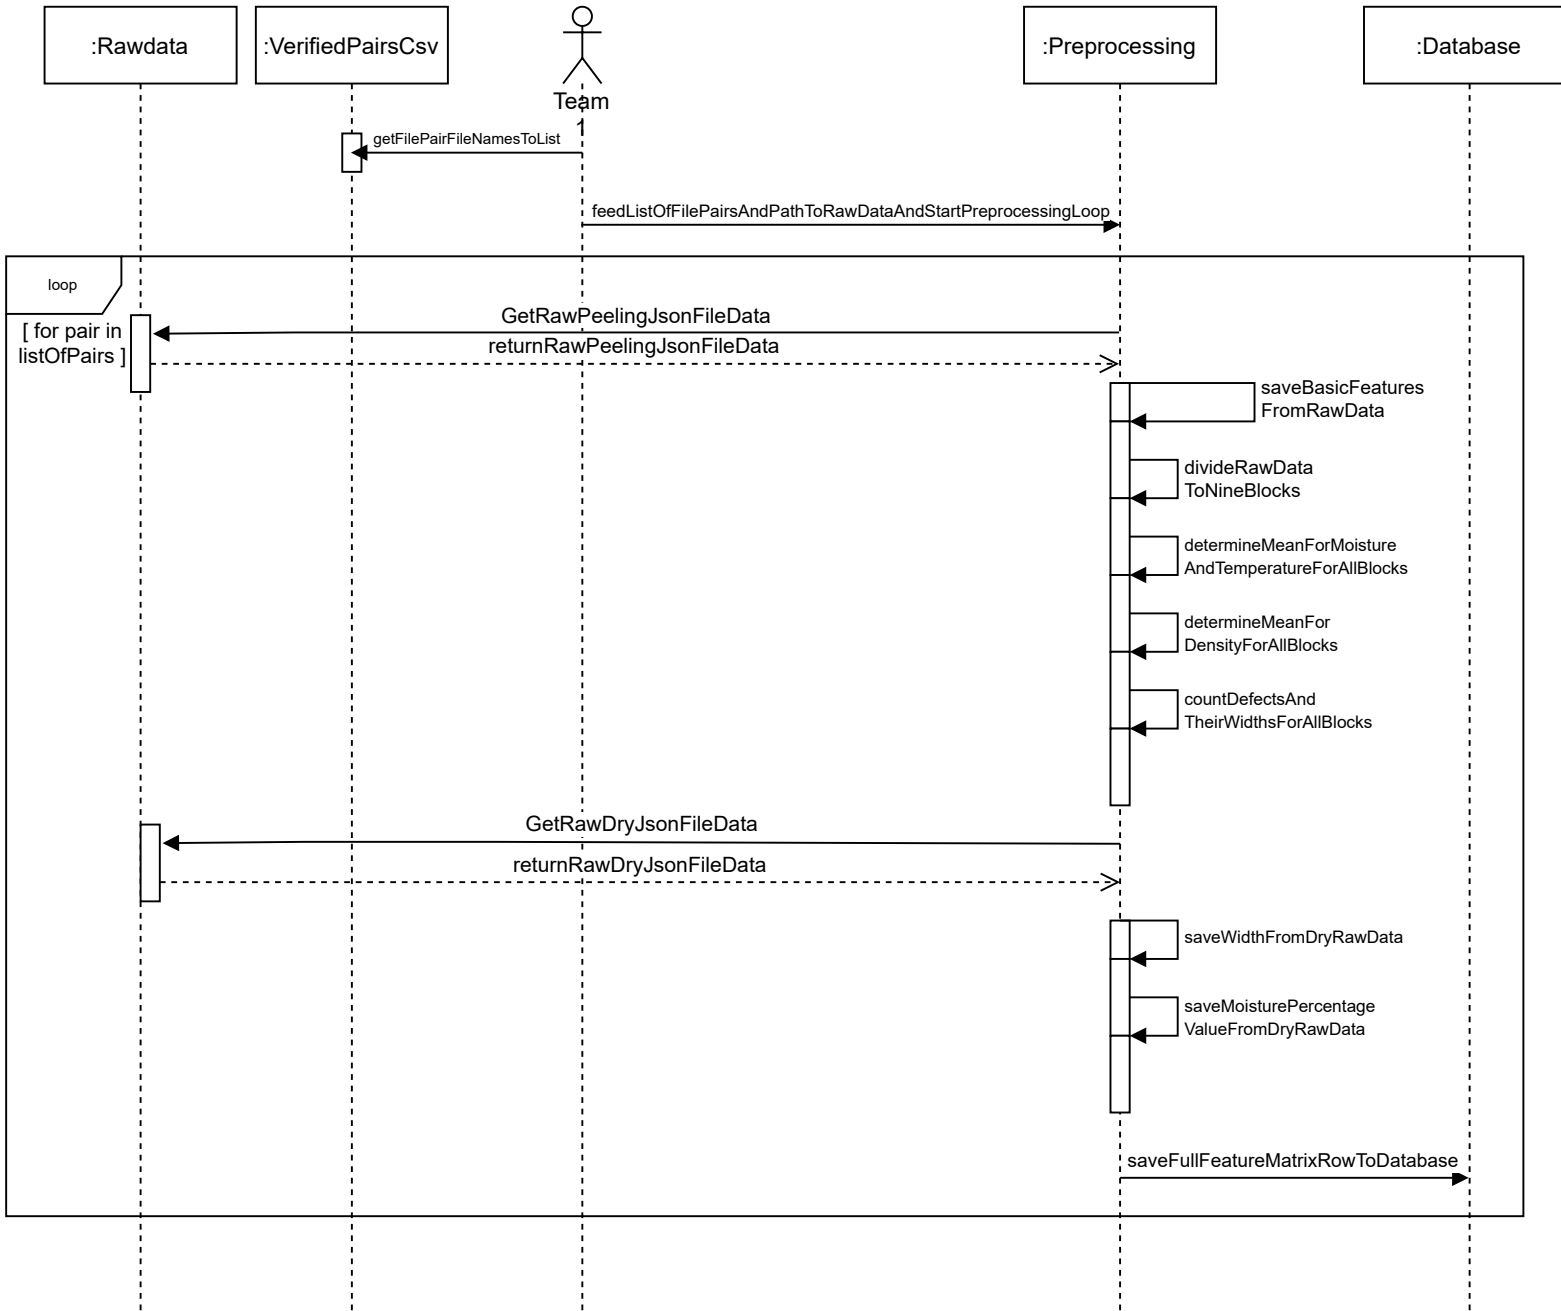 :Rawdata
:VerifiedPairsCsv
Team
1
:Preprocessing
:Database
getFilePairFileNamesToList
feedListOfFilePairsAndPathToRawDataAndStartPreprocessingLoop
loop
[ for pair in
listOfPairs ]
GetRawPeelingJsonFileData
returnRawPeelingJsonFileData
saveBasicFeatures
FromRawData
divideRawData
ToNineBlocks
determineMeanForMoisture
AndTemperatureForAllBlocks
determineMeanFor
DensityForAllBlocks
countDefectsAnd
TheirWidthsForAllBlocks
GetRawDryJsonFileData
returnRawDryJsonFileData
saveWidthFromDryRawData
saveMoisturePercentage
ValueFromDryRawData
saveFullFeatureMatrixRowToDatabase